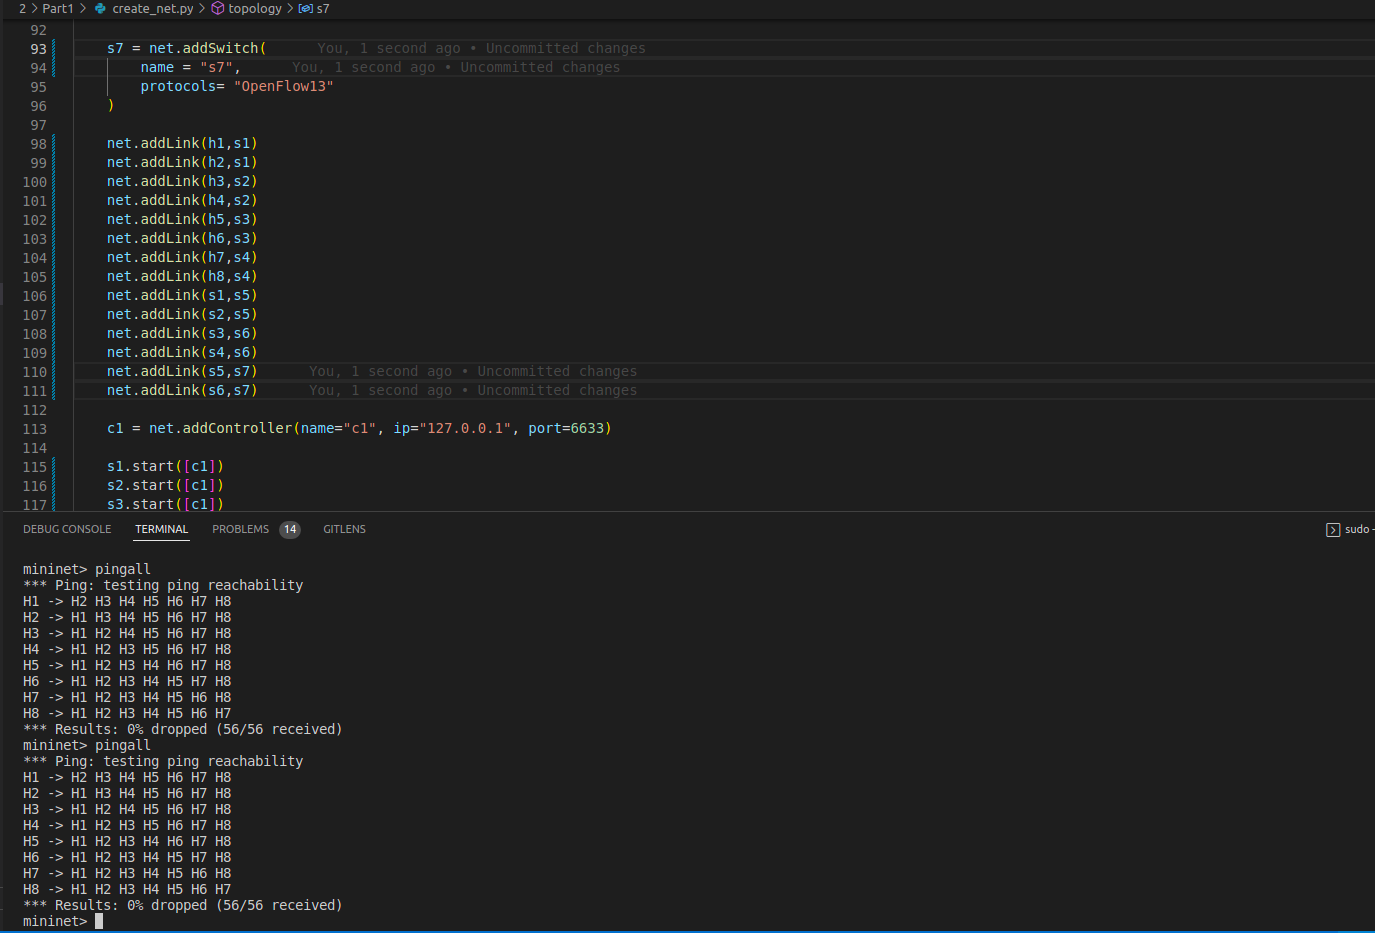 2 > Part1 > create_net.py > topology > s7
92
93 s7 = net.addSwitch( You, 1 second ago • Uncommitted changes
94 name = "s7", You, 1 second ago • Uncommitted changes
95 protocols= "OpenFlow13"
96 )
97
98 net.addLink(h1,s1)
99 net.addLink(h2,s1)
100 net.addLink(h3,s2)
101 net.addLink(h4,s2)
102 net.addLink(h5,s3)
103 net.addLink(h6,s3)
104 net.addLink(h7,s4)
105 net.addLink(h8,s4)
106 net.addLink(s1,s5)
107 net.addLink(s2,s5)
108 net.addLink(s3,s6)
109 net.addLink(s4,s6)
110 net.addLink(s5,s7) You, 1 second ago • Uncommitted changes
111 net.addLink(s6,s7) You, 1 second ago • Uncommitted changes
112
113 c1 = net.addController(name="c1", ip="127.0.0.1", port=6633)
114
115 s1.start([c1])
116 s2.start([c1])
117 s3.start([c1])
DEBUG CONSOLE TERMINAL PROBLEMS 14 GITLENS sudo -
mininet> pingall
*** Ping: testing ping reachability
H1 -> H2 H3 H4 H5 H6 H7 H8
H2 -> H1 H3 H4 H5 H6 H7 H8
H3 -> H1 H2 H4 H5 H6 H7 H8
H4 -> H1 H2 H3 H5 H6 H7 H8
H5 -> H1 H2 H3 H4 H6 H7 H8
H6 -> H1 H2 H3 H4 H5 H7 H8
H7 -> H1 H2 H3 H4 H5 H6 H8
H8 -> H1 H2 H3 H4 H5 H6 H7
*** Results: 0% dropped (56/56 received)
mininet> pingall
*** Ping: testing ping reachability
H1 -> H2 H3 H4 H5 H6 H7 H8
H2 -> H1 H3 H4 H5 H6 H7 H8
H3 -> H1 H2 H4 H5 H6 H7 H8
H4 -> H1 H2 H3 H5 H6 H7 H8
H5 -> H1 H2 H3 H4 H6 H7 H8
H6 -> H1 H2 H3 H4 H5 H7 H8
H7 -> H1 H2 H3 H4 H5 H6 H8
H8 -> H1 H2 H3 H4 H5 H6 H7
*** Results: 0% dropped (56/56 received)
mininet>